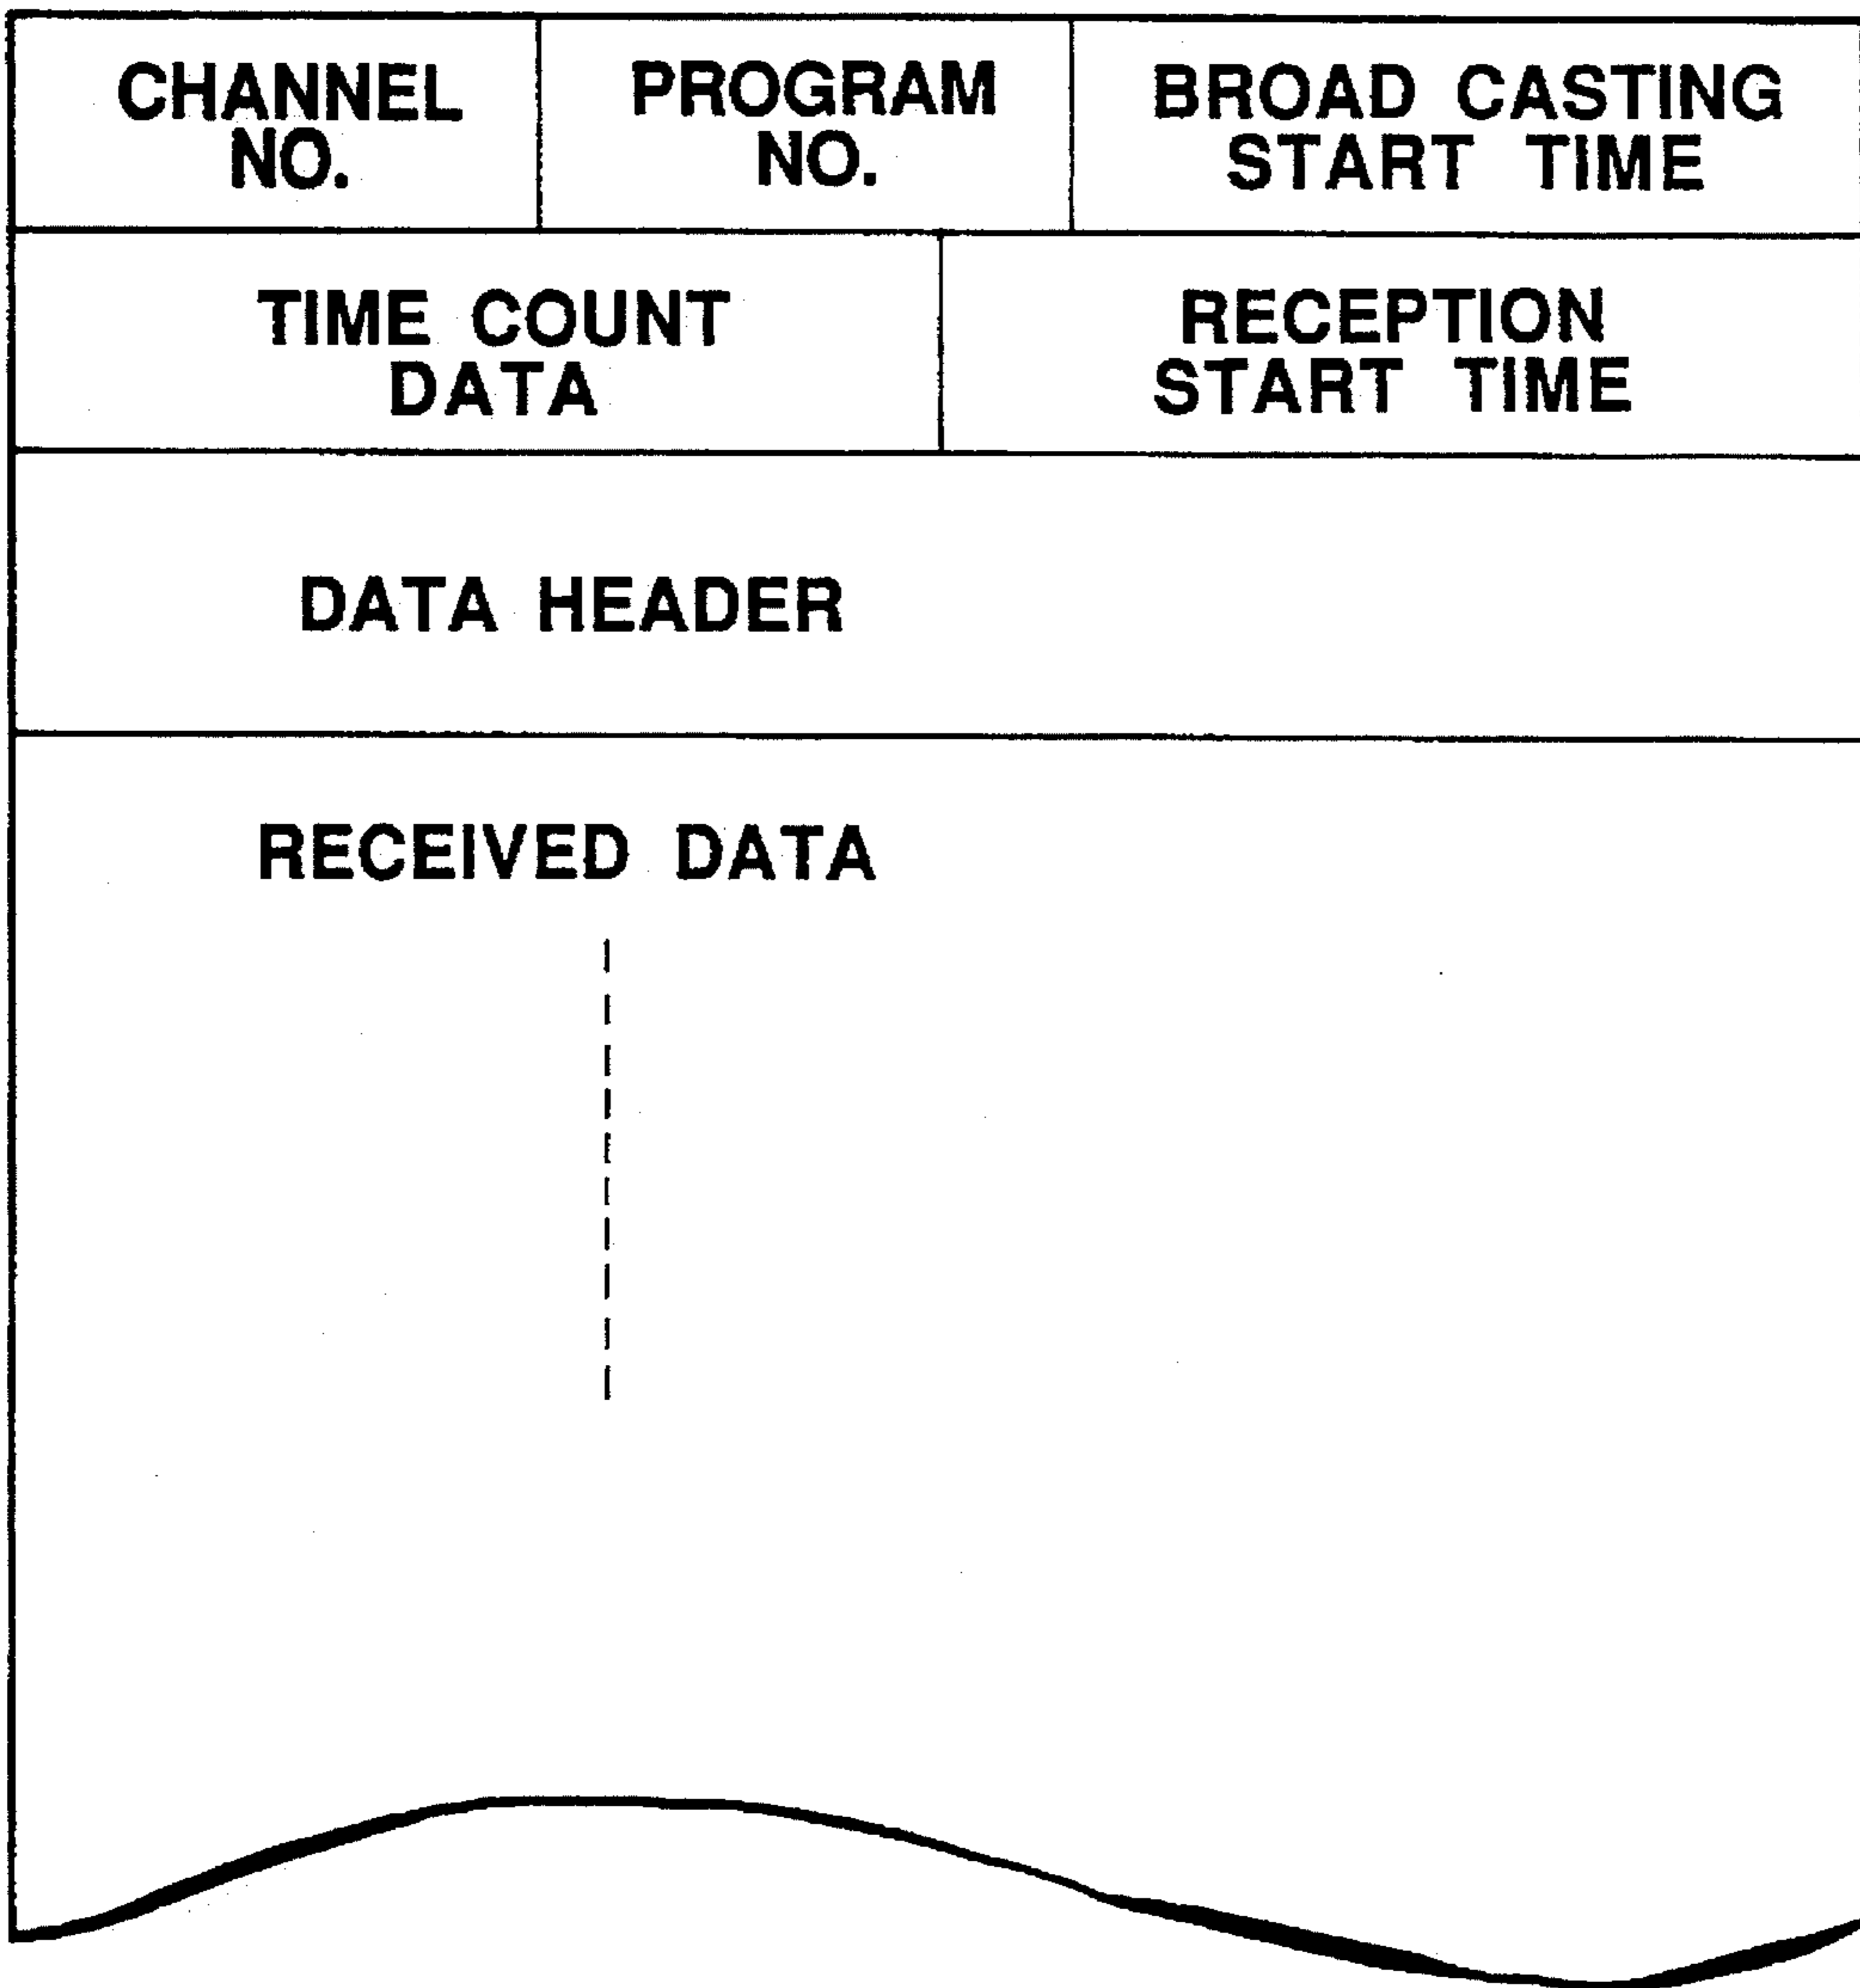 CHANNEL
NO.
PROGRAM
NO.
BROAD CASTING
START TIME
TIME COUNT
DATA
RECEPTION
START TIME
DATA HEADER
RECEIVED DATA